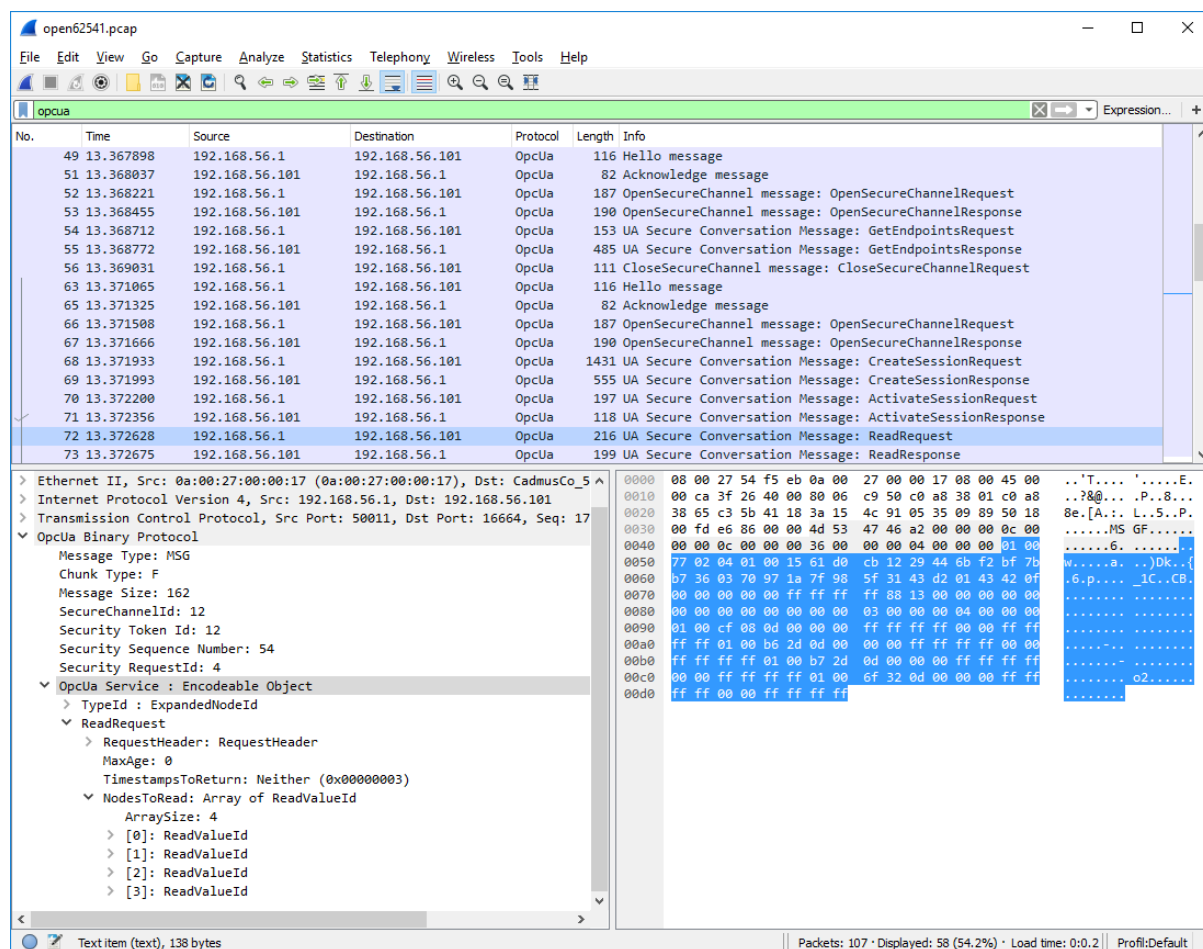 open62541.pcap
File Edit View Go Capture Analyze Statistics Telephony Wireless Tools Help
opcua Expression... +
No. Time Source Destination Protocol Length Info
49 13.367898 192.168.56.1 192.168.56.101 OpcUa 116 Hello message
51 13.368037 192.168.56.101 192.168.56.1 OpcUa 82 Acknowledge message
52 13.368221 192.168.56.1 192.168.56.101 OpcUa 187 OpenSecureChannel message: OpenSecureChannelRequest
53 13.368455 192.168.56.101 192.168.56.1 OpcUa 190 OpenSecureChannel message: OpenSecureChannelResponse
54 13.368712 192.168.56.1 192.168.56.101 OpcUa 153 UA Secure Conversation Message: GetEndpointsRequest
55 13.368772 192.168.56.101 192.168.56.1 OpcUa 485 UA Secure Conversation Message: GetEndpointsResponse
56 13.369031 192.168.56.1 192.168.56.101 OpcUa 111 CloseSecureChannel message: CloseSecureChannelRequest
63 13.371065 192.168.56.1 192.168.56.101 OpcUa 116 Hello message
65 13.371325 192.168.56.101 192.168.56.1 OpcUa 82 Acknowledge message
66 13.371508 192.168.56.1 192.168.56.101 OpcUa 187 OpenSecureChannel message: OpenSecureChannelRequest
67 13.371666 192.168.56.101 192.168.56.1 OpcUa 190 OpenSecureChannel message: OpenSecureChannelResponse
68 13.371933 192.168.56.1 192.168.56.101 OpcUa 1431 UA Secure Conversation Message: CreateSessionRequest
69 13.371993 192.168.56.101 192.168.56.1 OpcUa 555 UA Secure Conversation Message: CreateSessionResponse
70 13.372200 192.168.56.1 192.168.56.101 OpcUa 197 UA Secure Conversation Message: ActivateSessionRequest
71 13.372356 192.168.56.101 192.168.56.1 OpcUa 118 UA Secure Conversation Message: ActivateSessionResponse
72 13.372628 192.168.56.1 192.168.56.101 OpcUa 216 UA Secure Conversation Message: ReadRequest
73 13.372675 192.168.56.101 192.168.56.1 OpcUa 199 UA Secure Conversation Message: ReadResponse
Ethernet II, Src: 0a:00:27:00:00:17 (0a:00:27:00:00:17), Dst: CadmusCo_5
Internet Protocol Version 4, Src: 192.168.56.1, Dst: 192.168.56.101
Transmission Control Protocol, Src Port: 50011, Dst Port: 16664, Seq: 17
OpcUa Binary Protocol
Message Type: MSG
Chunk Type: F
Message Size: 162
SecureChannelId: 12
Security Token Id: 12
Security Sequence Number: 54
Security RequestId: 4
OpcUa Service : Encodeable Object
TypeId : ExpandedNodeId
ReadRequest
RequestHeader: RequestHeader
MaxAge: 0
TimestampsToReturn: Neither (0x00000003)
NodesToRead: Array of ReadValueId
ArraySize: 4
[0]: ReadValueId
[1]: ReadValueId
[2]: ReadValueId
[3]: ReadValueId
0000 08 00 27 54 f5 eb 0a 00 27 00 00 17 08 00 45 00 ..'T.... '.....E.
0010 00 ca 3f 26 40 00 80 06 c9 50 c0 a8 38 01 c0 a8 ..?&@... .P..8...
0020 38 65 c3 5b 41 18 3a 15 4c 91 05 35 09 89 50 18 8e.[A.:. L..5..P.
0030 00 fd e6 86 00 00 4d 53 47 46 a2 00 00 00 0c 00 ......MS GF......
0040 00 00 0c 00 00 00 36 00 00 00 04 00 00 00 01 00 ......6. ........
0050 77 02 04 01 00 15 61 d0 cb 12 29 44 6b f2 bf 7b w.....a. ..)Dk..{
0060 b7 36 03 70 97 1a 7f 98 5f 31 43 d2 01 43 42 0f .6.p.... _1C..CB.
0070 00 00 00 00 ff ff ff ff 88 13 00 00 00 00 00 00 ........ ........
0080 00 00 00 00 00 00 00 00 03 00 00 00 04 00 00 00 ........ ........
0090 01 00 cf 08 0d 00 00 00 ff ff ff ff 00 00 ff ff ........ ........
00a0 ff ff 01 00 b6 2d 0d 00 00 00 ff ff ff ff 00 00 .....-.. ........
00b0 ff ff ff ff 01 00 b7 2d 0d 00 00 00 ff ff ff ff .......- ........
00c0 00 00 ff ff ff ff 01 00 6f 32 0d 00 00 00 ff ff ........ o2......
00d0 ff ff 00 00 ff ff ff ff ........
Text item (text), 138 bytes Packets: 107 · Displayed: 58 (54.2%) · Load time: 0:0.2 Profil:Default